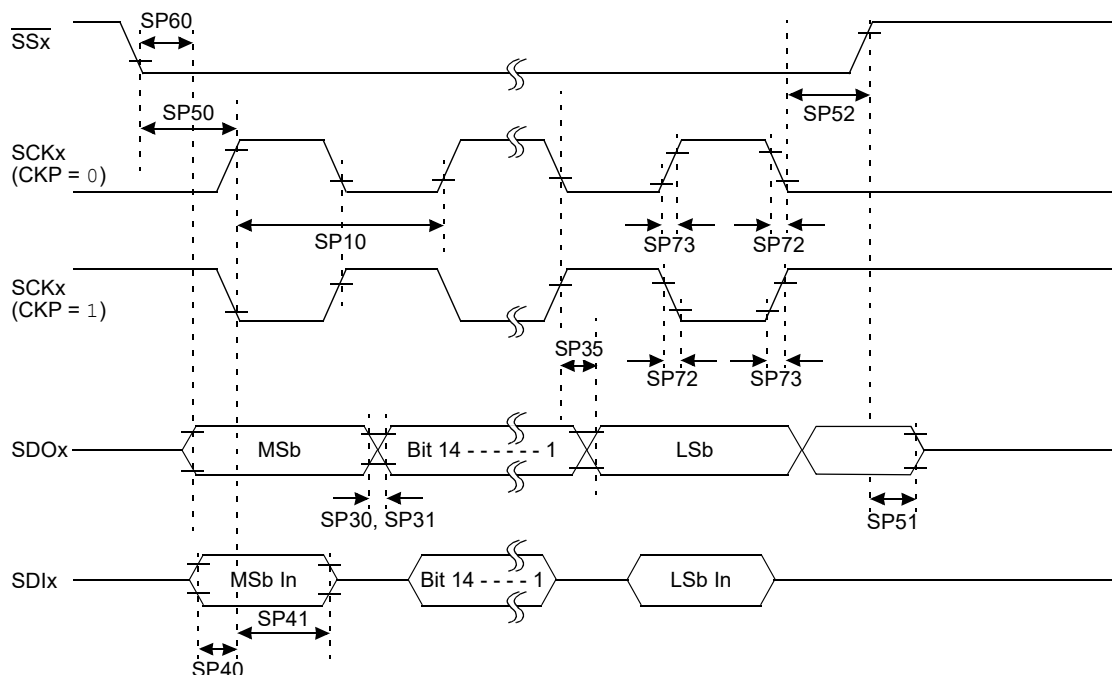 SP60
SSx
SP50
SP52
SCKx
(CKP = 0)
SP10
SP73
SP72
SCKx
(CKP = 1)
SP35
SP72
SP73
SDOx
MSb
Bit 14 - - - - - - 1
LSb
SP30, SP31
SP51
SDIx
MSb In
Bit 14 - - - - 1
LSb In
SP41
SP40